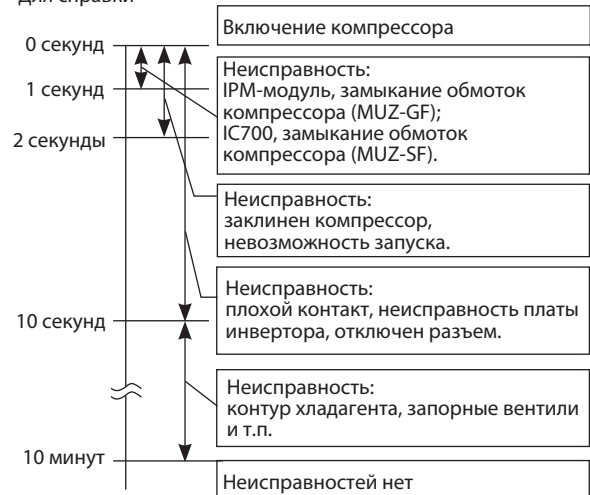 Для справки
Включение компрессора
0 секунд
Неисправность:
IPM-модуль, замыкание обмоток
компрессора (MUZ-GF);
IC700, замыкание обмоток
компрессора (MUZ-SF).
1 секунд
2 секунды
Неисправность:
заклинен компрессор,
невозможность запуска.
Неисправность:
плохой контакт, неисправность платы
инвертора, отключен разъем.
10 секунд
Неисправность:
контур хладагента, запорные вентили
и т.п.
10 минут
Неисправностей нет